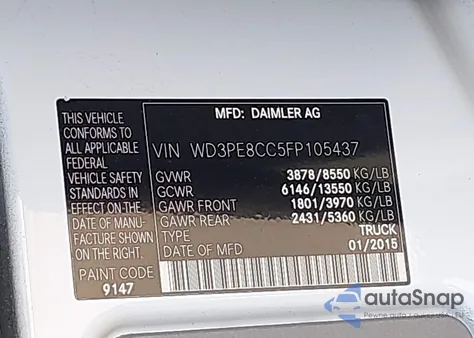 THIS VEHICLE
CONFORMS TO
ALL APPLICABLE
FEDERAL
VEHICLE SAFETY
STANDARDS IN
EFFECT ON-THE
DATE OF MANU-
FACTURE SHOWN
ON THE RIGHT.
PAINT CODE
9147
MFD: DAIMLER AG
VIN WD3PE8CC5FP105437
GVWR 3878/8550 KG/LB
GCWR 6146/13550 KG/LB
GAWR FRONT 1801/3970 KG/LB
GAWR REAR 2431/5360 KG/LB
TYPE TRUCK
DATE OF MFD 01/2015
autoSnap